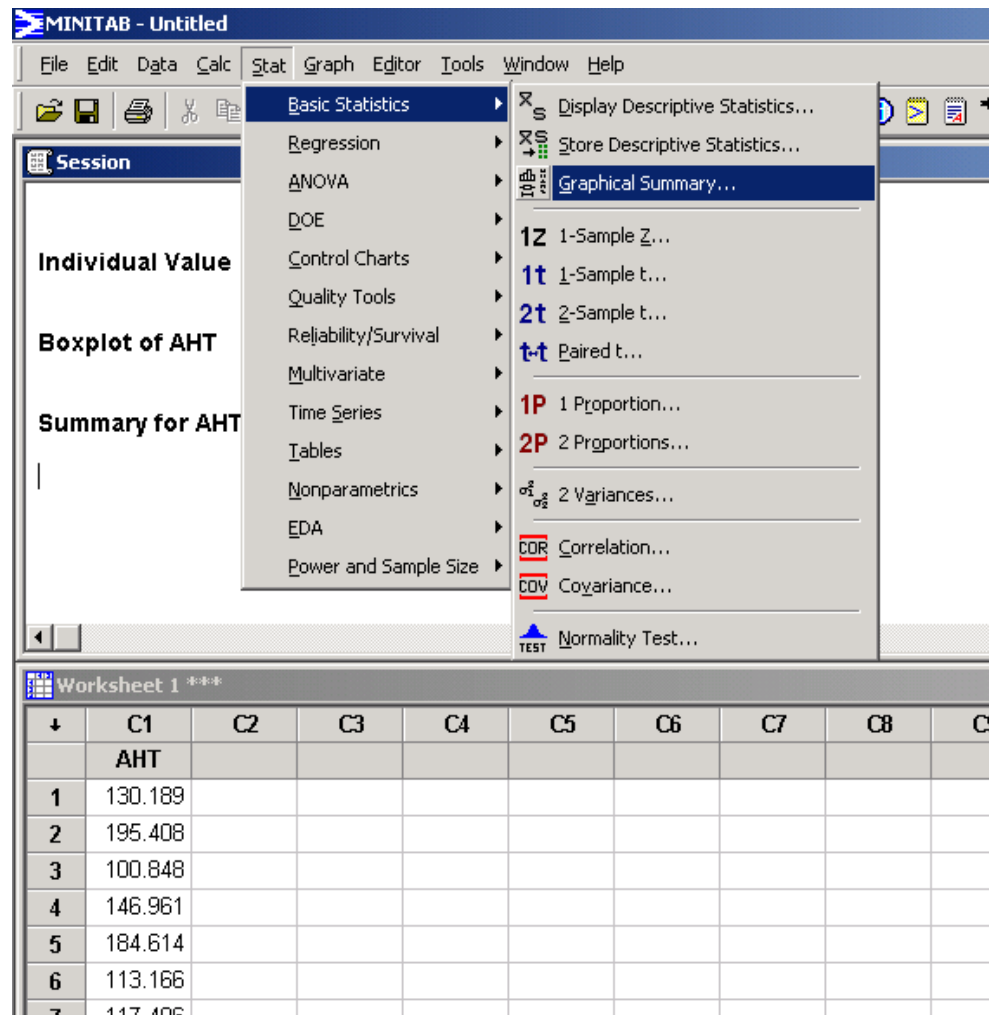 MINITAB - Untitled
File Edit Data Calc Stat Graph Editor Tools Window Help
Session
Individual Value
Boxplot of AHT
Summary for AHT
Basic Statistics
Regression
ANOVA
DOE
Control Charts
Quality Tools
Reliability/Survival
Multivariate
Time Series
Tables
Nonparametrics
EDA
Power and Sample Size
Display Descriptive Statistics...
Store Descriptive Statistics...
Graphical Summary...
1Z 1-Sample Z...
1t 1-Sample t...
2t 2-Sample t...
t-t Paired t...
1P 1 Proportion...
2P 2 Proportions...
2 Variances...
COR Correlation...
COV Covariance...
TEST Normality Test...
Worksheet 1 ***
C1 C2 C3 C4 C5 C6 C7 C8
AHT
1 130.189
2 195.408
3 100.848
4 146.961
5 184.614
6 113.166